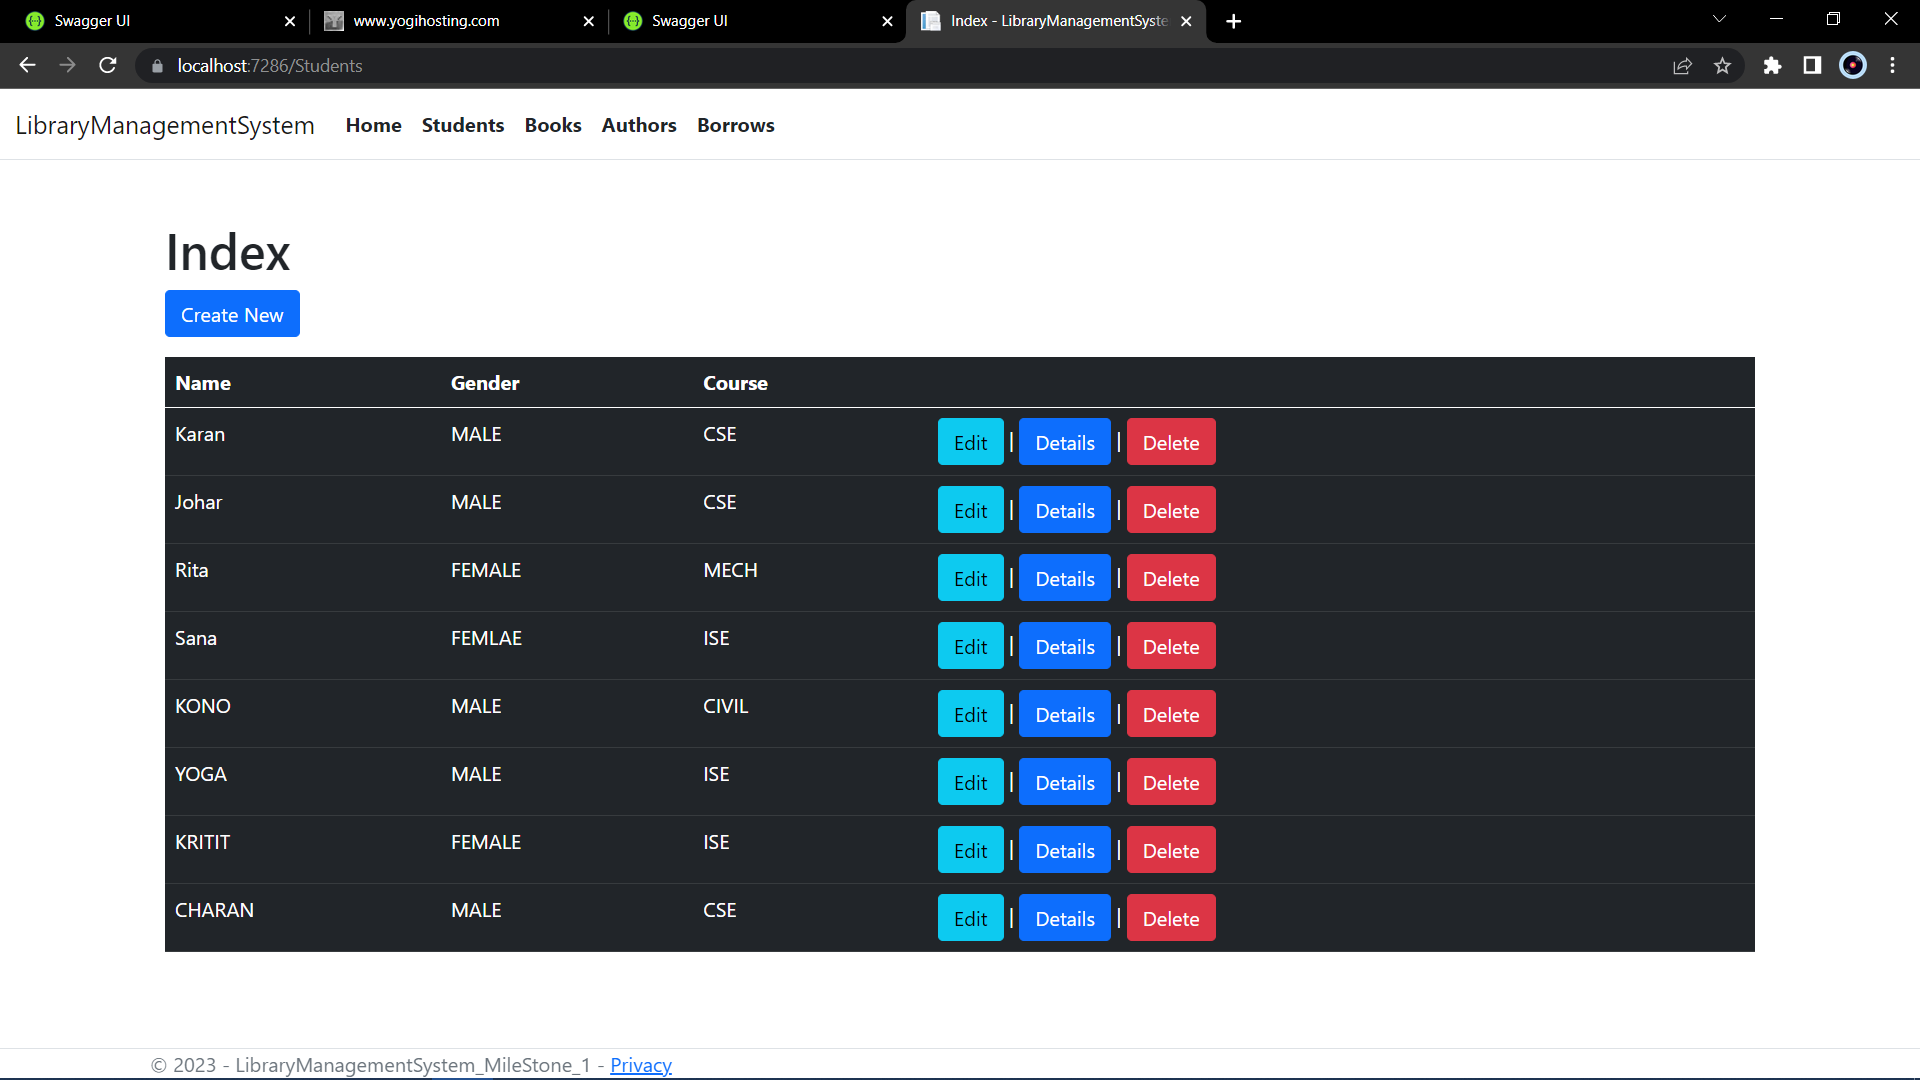 Swagger UI www.yogihosting.com Swagger UI Index - LibraryManagementSyste
localhost:7286/Students
LibraryManagementSystem Home Students Books Authors Borrows
Index
Create New
Name Gender Course
Karan MALE CSE Edit | Details | Delete
Johar MALE CSE Edit | Details | Delete
Rita FEMALE MECH Edit | Details | Delete
Sana FEMLAE ISE Edit | Details | Delete
KONO MALE CIVIL Edit | Details | Delete
YOGA MALE ISE Edit | Details | Delete
KRITIT FEMALE ISE Edit | Details | Delete
CHARAN MALE CSE Edit | Details | Delete
© 2023 - LibraryManagementSystem_MileStone_1 - Privacy